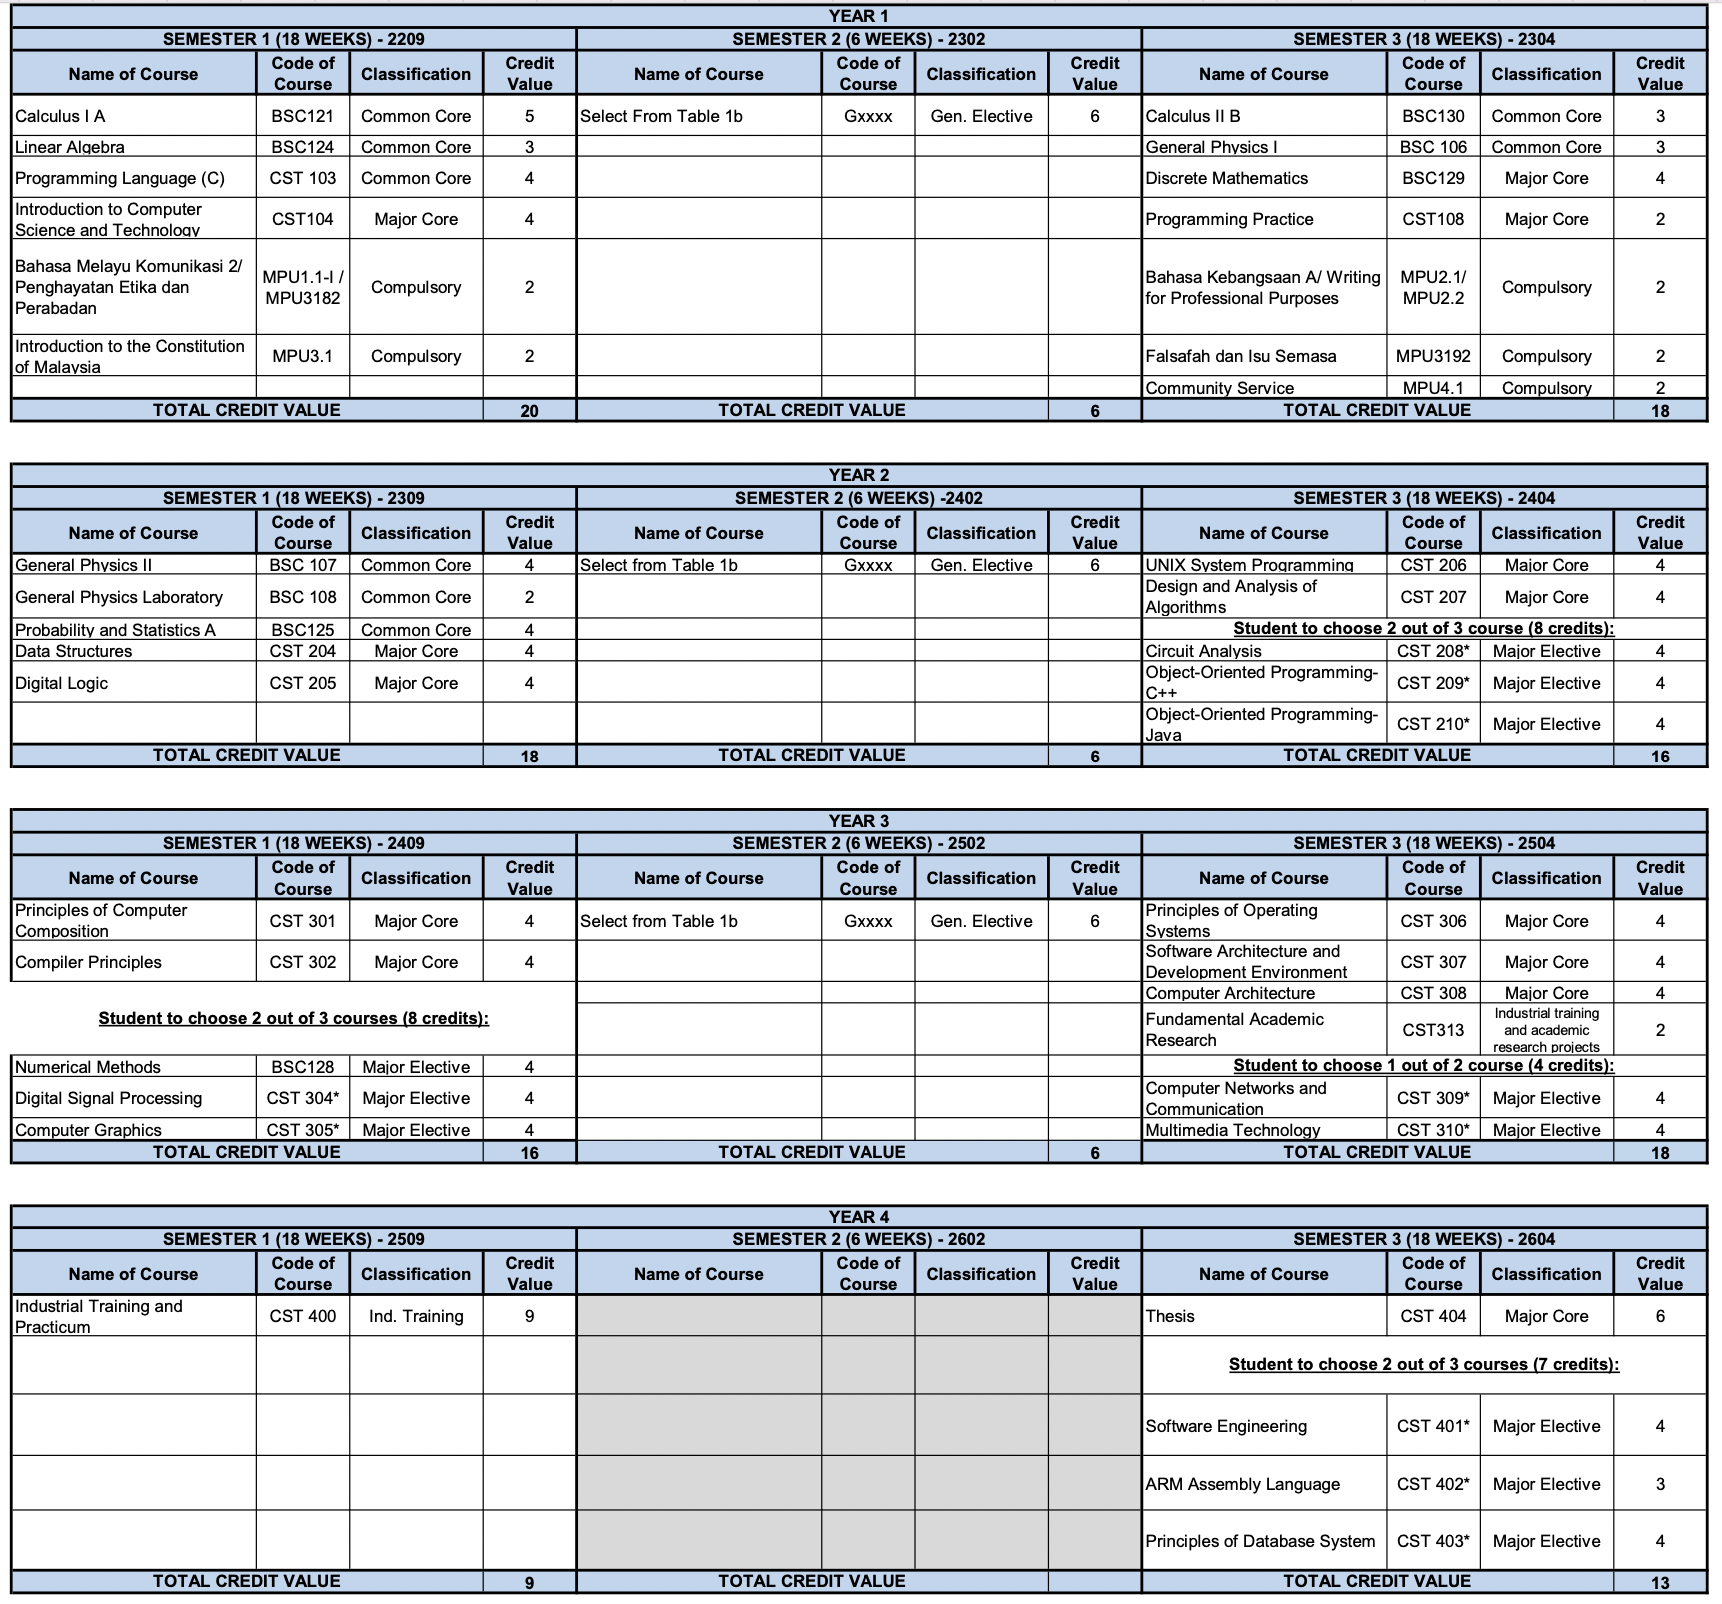 YEAR 1
SEMESTER 1 (18 WEEKS) - 2209 SEMESTER 2 (6 WEEKS) - 2302 SEMESTER 3 (18 WEEKS) - 2304
Name of Course Code of Course Classification Credit Value Name of Course Code of Course Classification Credit Value Name of Course Code of Course Classification Credit Value
Calculus I A BSC121 Common Core 5 Select From Table 1b Gxxxx Gen. Elective 6 Calculus II B BSC130 Common Core 3
Linear Algebra BSC124 Common Core 3 General Physics I BSC 106 Common Core 3
Programming Language (C) CST 103 Common Core 4 Discrete Mathematics BSC129 Major Core 4
Introduction to Computer Science and Technology CST104 Major Core 4 Programming Practice CST108 Major Core 2
Bahasa Melayu Komunikasi 2/ Penghayatan Etika dan Perabadan MPU1.1-I / MPU3182 Compulsory 2 Bahasa Kebangsaan A/ Writing for Professional Purposes MPU2.1/ MPU2.2 Compulsory 2
Introduction to the Constitution of Malaysia MPU3.1 Compulsory 2 Falsafah dan Isu Semasa MPU3192 Compulsory 2
Community Service MPU4.1 Compulsory 2
TOTAL CREDIT VALUE 20 TOTAL CREDIT VALUE 6 TOTAL CREDIT VALUE 18
YEAR 2
SEMESTER 1 (18 WEEKS) - 2309 SEMESTER 2 (6 WEEKS) -2402 SEMESTER 3 (18 WEEKS) - 2404
Name of Course Code of Course Classification Credit Value Name of Course Code of Course Classification Credit Value Name of Course Code of Course Classification Credit Value
General Physics II BSC 107 Common Core 4 Select from Table 1b Gxxxx Gen. Elective 6 UNIX System Programming CST 206 Major Core 4
General Physics Laboratory BSC 108 Common Core 2 Design and Analysis of Algorithms CST 207 Major Core 4
Probability and Statistics A BSC125 Common Core 4 Student to choose 2 out of 3 course (8 credits):
Data Structures CST 204 Major Core 4 Circuit Analysis CST 208* Major Elective 4
Digital Logic CST 205 Major Core 4 Object-Oriented Programming-C++ CST 209* Major Elective 4
Object-Oriented Programming-Java CST 210* Major Elective 4
TOTAL CREDIT VALUE 18 TOTAL CREDIT VALUE 6 TOTAL CREDIT VALUE 16
YEAR 3
SEMESTER 1 (18 WEEKS) - 2409 SEMESTER 2 (6 WEEKS) - 2502 SEMESTER 3 (18 WEEKS) - 2504
Name of Course Code of Course Classification Credit Value Name of Course Code of Course Classification Credit Value Name of Course Code of Course Classification Credit Value
Principles of Computer Composition CST 301 Major Core 4 Select from Table 1b Gxxxx Gen. Elective 6 Principles of Operating Systems CST 306 Major Core 4
Compiler Principles CST 302 Major Core 4 Software Architecture and Development Environment CST 307 Major Core 4
Computer Architecture CST 308 Major Core 4
Student to choose 2 out of 3 courses (8 credits): Fundamental Academic Research CST313 Industrial training and academic research projects 2
Numerical Methods BSC128 Major Elective 4 Student to choose 1 out of 2 course (4 credits):
Digital Signal Processing CST 304* Major Elective 4 Computer Networks and Communication CST 309* Major Elective 4
Computer Graphics CST 305* Major Elective 4 Multimedia Technology CST 310* Major Elective 4
TOTAL CREDIT VALUE 16 TOTAL CREDIT VALUE 6 TOTAL CREDIT VALUE 18
YEAR 4
SEMESTER 1 (18 WEEKS) - 2509 SEMESTER 2 (6 WEEKS) - 2602 SEMESTER 3 (18 WEEKS) - 2604
Name of Course Code of Course Classification Credit Value Name of Course Code of Course Classification Credit Value Name of Course Code of Course Classification Credit Value
Industrial Training and Practicum CST 400 Ind. Training 9 Thesis CST 404 Major Core 6
Student to choose 2 out of 3 courses (7 credits):
Software Engineering CST 401* Major Elective 4
ARM Assembly Language CST 402* Major Elective 3
Principles of Database System CST 403* Major Elective 4
TOTAL CREDIT VALUE 9 TOTAL CREDIT VALUE TOTAL CREDIT VALUE 13